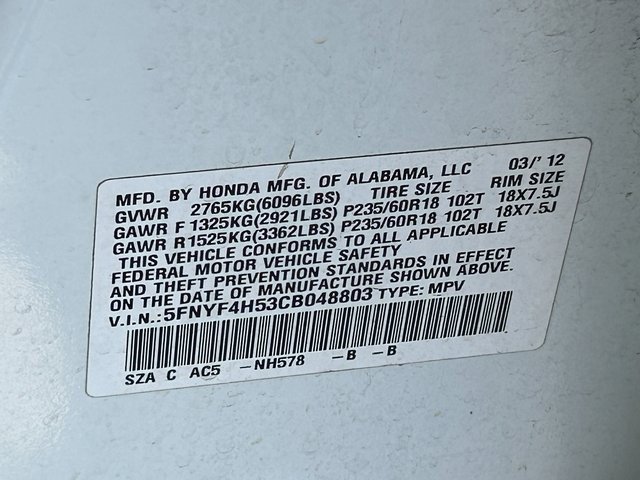 MFD. BY HONDA MFG. OF ALABAMA, LLC 03/'12
GVWR 2765KG(6096LBS) TIRE SIZE RIM SIZE
GAWR F 1325KG(2921LBS) P235/60R18 102T 18X7.5J
GAWR R1525KG(3362LBS) P235/60R18 102T 18X7.5J
THIS VEHICLE CONFORMS TO ALL APPLICABLE
FEDERAL MOTOR VEHICLE SAFETY
AND THEFT PREVENTION STANDARDS IN EFFECT
ON THE DATE OF MANUFACTURE SHOWN ABOVE.
V.I.N.:5FNYF4H53CB048803 TYPE: MPV
SZA C AC5 -NH578 -B -B